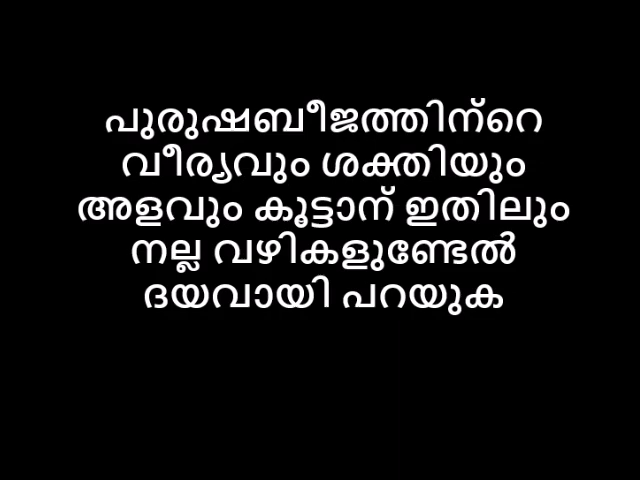 പുരുഷബീജത്തിന്റെ
വീര്യവും ശക്തിയും
അളവും കൂട്ടാന് ഇതിലും
നല്ല വഴികളുണ്ടേൽ
ദയവായി പറയുക